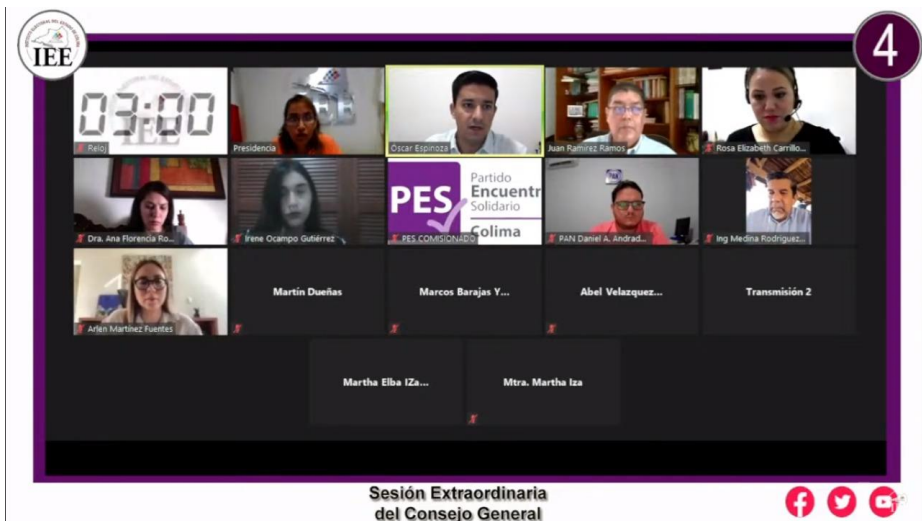 IEE
4
03:00
Reloj
Presidencia
Oscar Espinoza
Juan Ramirez Ramos
Rosa Elizabeth Carrillo...
Dra. Ana Florencia Ro...
Irene Ocampo Gutiérrez
PES
Partido
Encuentr
Solidario
Colima
PES COMISIONADO
PAN Daniel A. Andrad...
Ing Medina Rodriguez...
Arlen Martínez Fuentes
Martín Dueñas
Marcos Barajas Y...
Abel Velazquez...
Transmisión 2
Martha Elba IZa...
Mtra. Martha Iza
Sesión Extraordinaria
del Consejo General